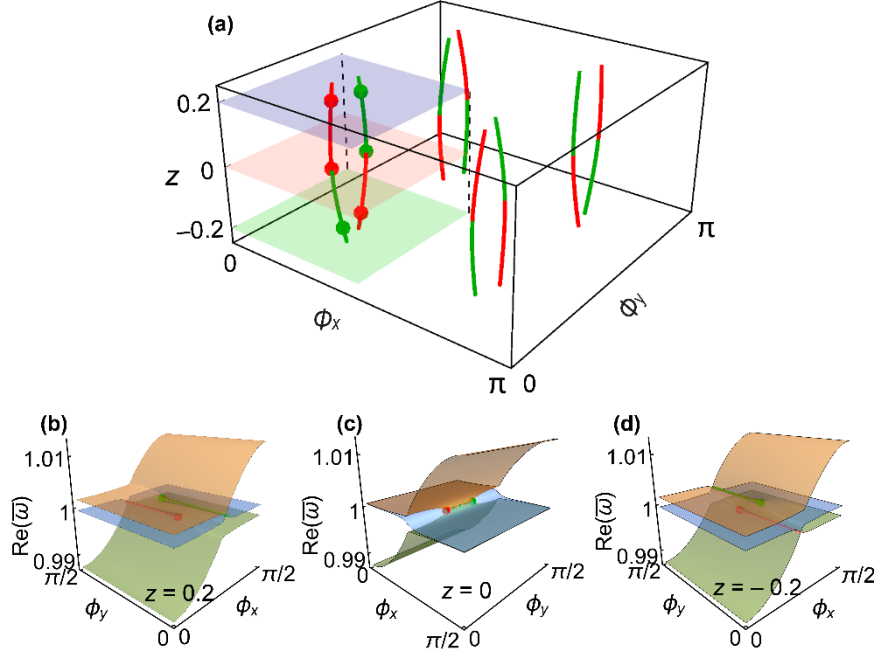 (a)
0.2
0
−0.2
z
0
ϕx
π
0
ϕy
π
(b)
1.01
1
0.99
Re(ω̅)
π/2
ϕy
0
0
ϕx
π/2
z = 0.2
(c)
1.01
1
0.99
Re(ω̅)
0
ϕx
π/2
0
ϕy
π/2
z = 0
(d)
1.01
1
0.99
Re(ω̅)
π/2
ϕy
0
0
ϕx
π/2
z = −0.2